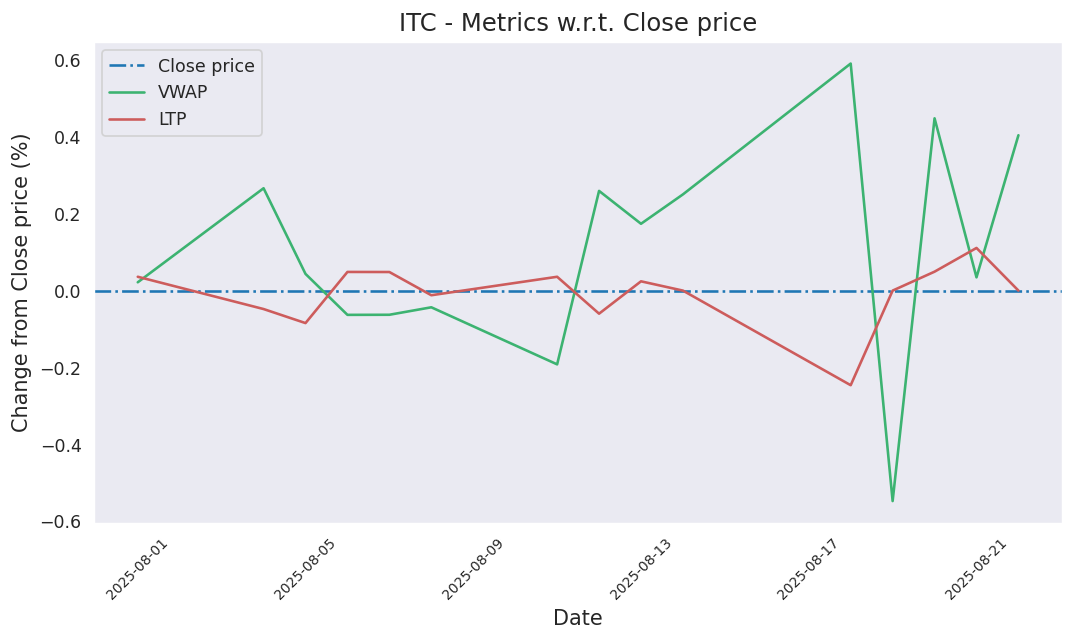 ITC - Metrics w.r.t. Close price
Close price
VWAP
LTP
Change from Close price (%)
0.6
0.4
0.2
0.0
−0.2
−0.4
−0.6
2025-08-01
2025-08-05
2025-08-09
2025-08-13
2025-08-17
2025-08-21
Date